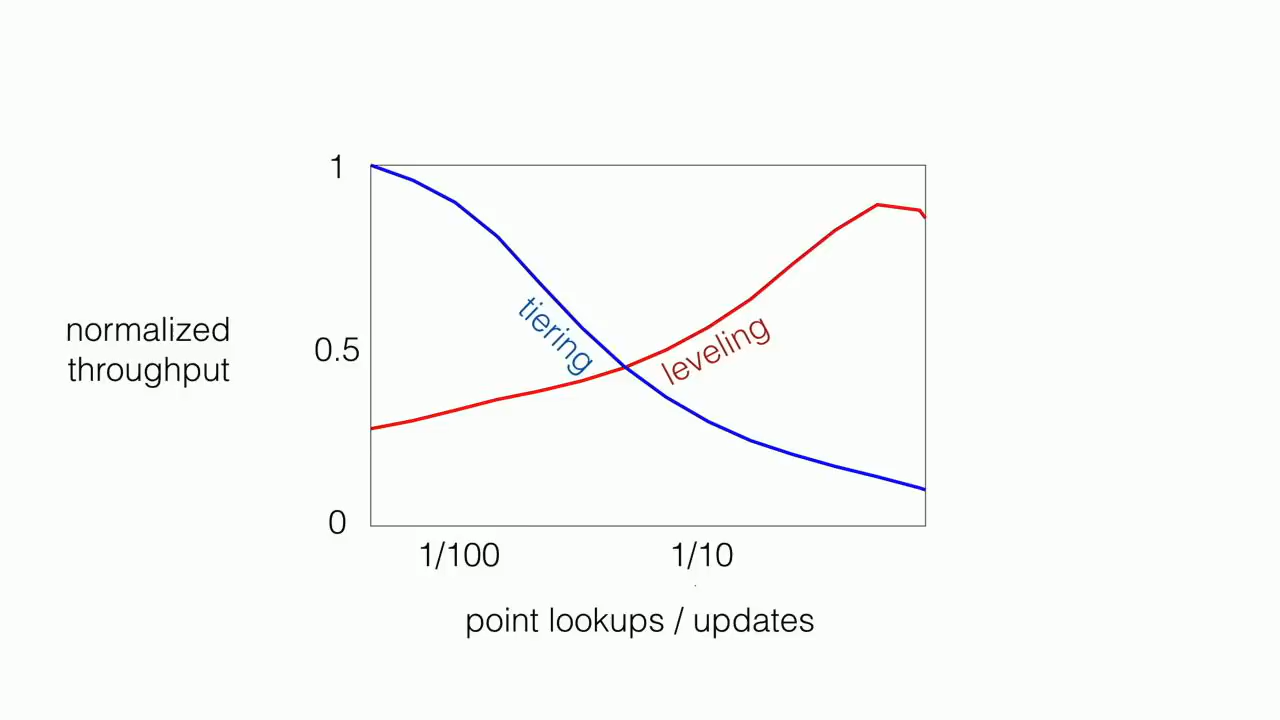 1
tiering
normalized
throughput
0.5
leveling
0
1/100
1/10
point lookups / updates